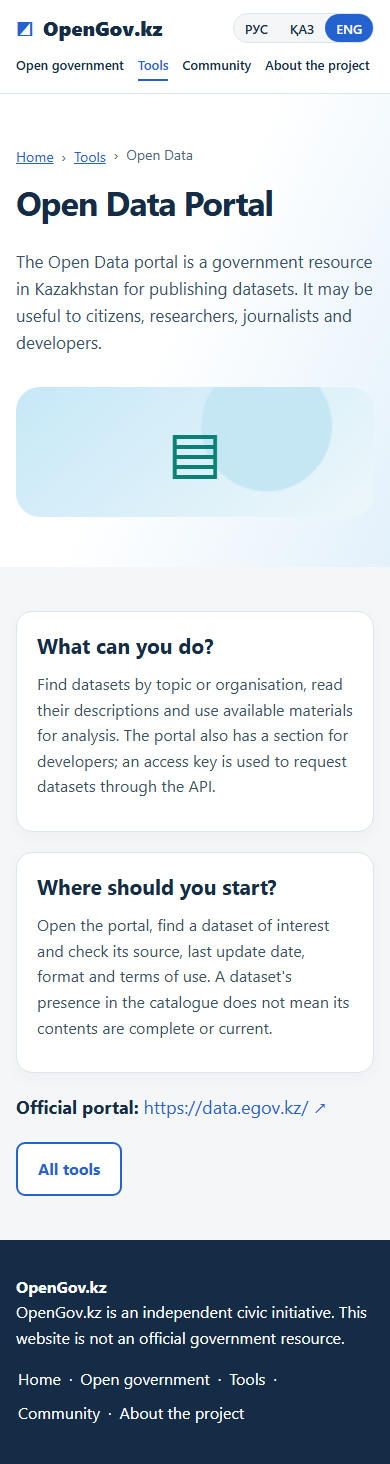 OpenGov.kz
РУС ҚАЗ ENG
Open government Tools Community About the project
Home › Tools › Open Data
Open Data Portal
The Open Data portal is a government resource
in Kazakhstan for publishing datasets. It may be
useful to citizens, researchers, journalists and
developers.
What can you do?
Find datasets by topic or organisation, read
their descriptions and use available materials
for analysis. The portal also has a section for
developers; an access key is used to request
datasets through the API.
Where should you start?
Open the portal, find a dataset of interest
and check its source, last update date,
format and terms of use. A dataset's
presence in the catalogue does not mean its
contents are complete or current.
Official portal: https://data.egov.kz/ ↗
All tools
OpenGov.kz
OpenGov.kz is an independent civic initiative. This
website is not an official government resource.
Home · Open government · Tools ·
Community · About the project